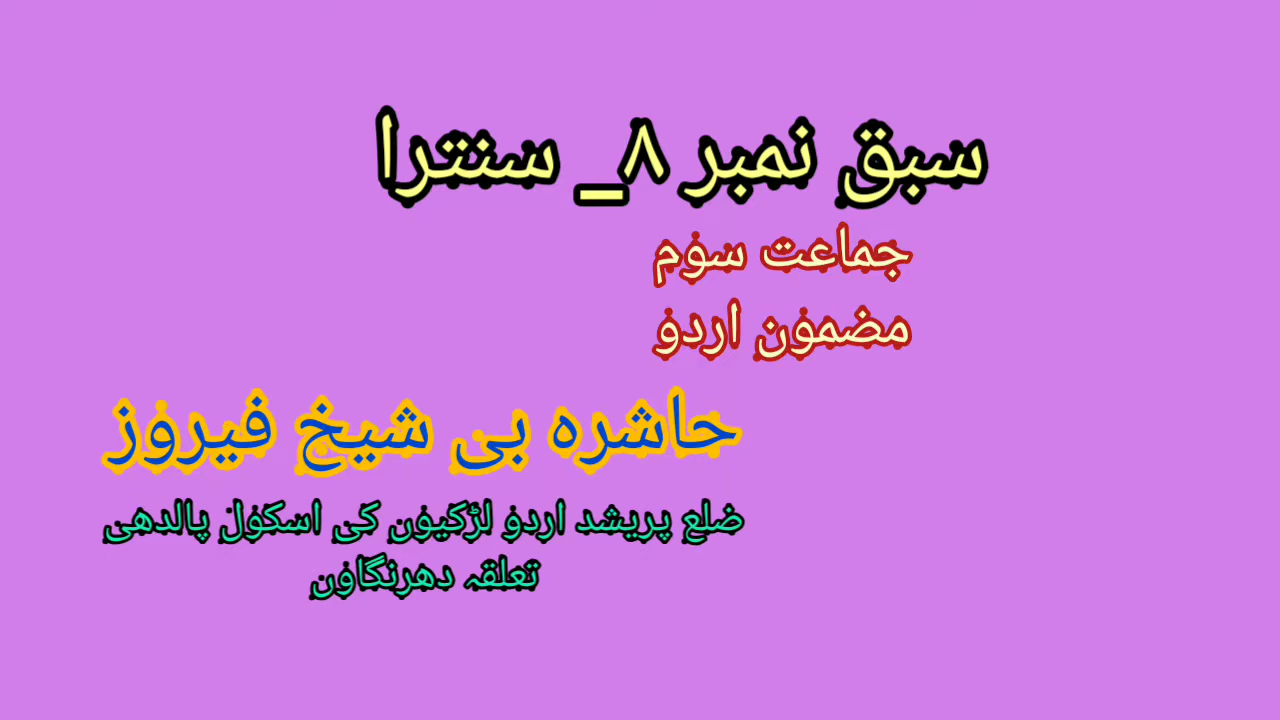 سبق نمبر ۸_ سنترا
جماعت سوم
مضمون اردو
حاشرہ بی شیخ فیروز
ضلع پریشد اردو لڑکیوں کی اسکول پالدھی
تعلقہ دھرنگاوں